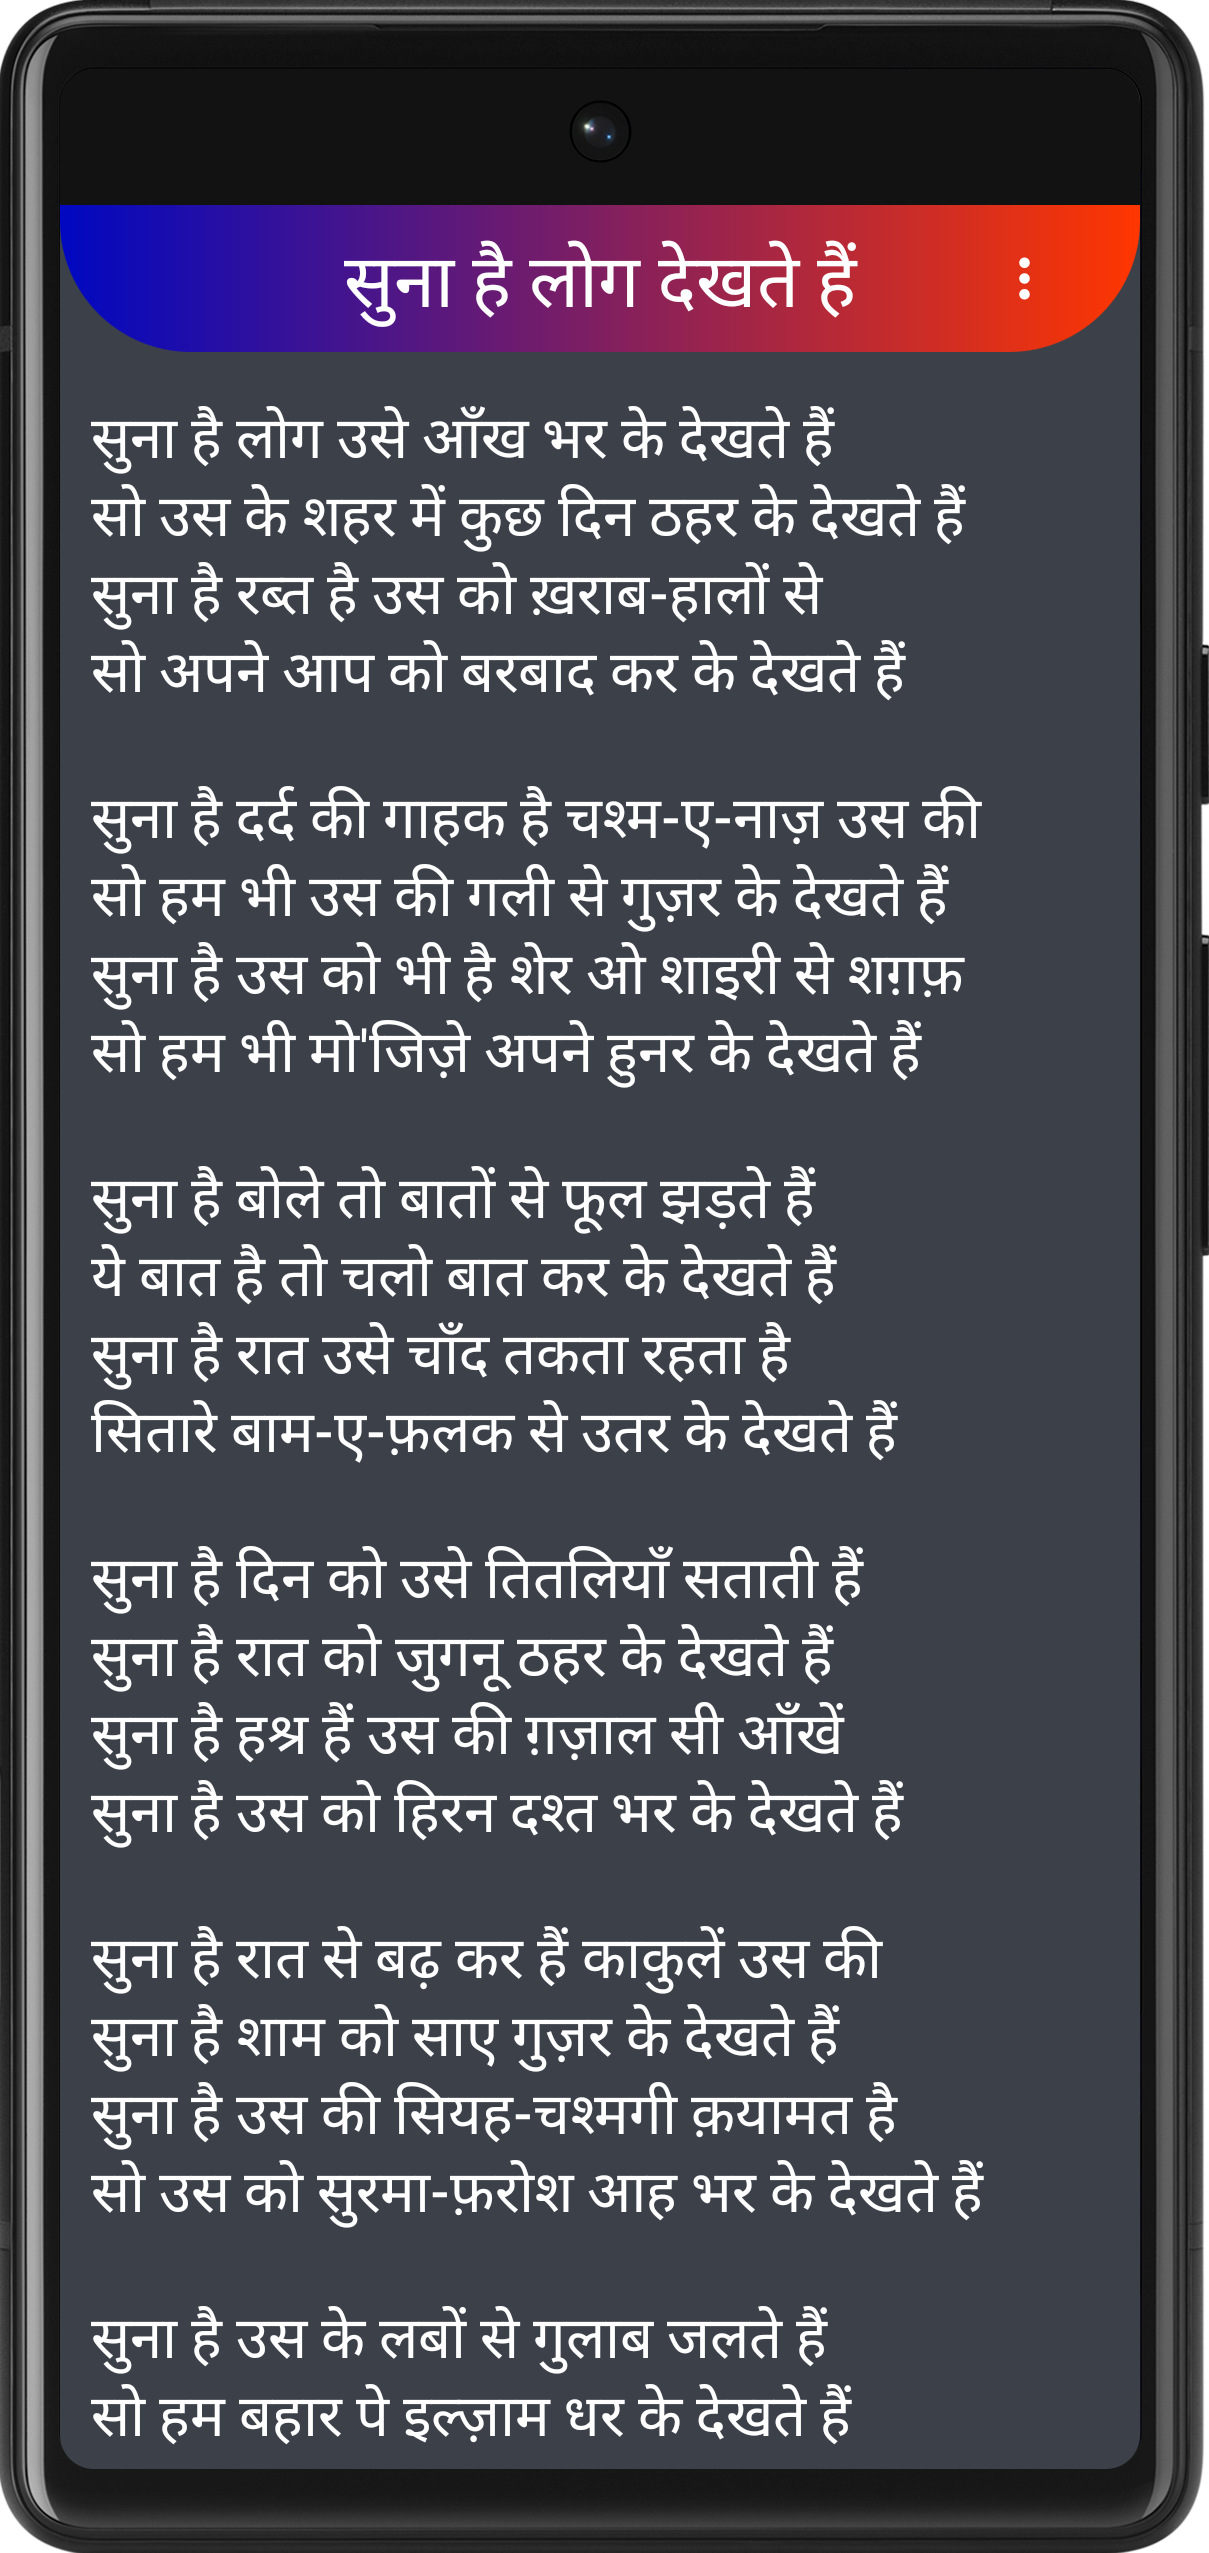 सुना है लोग देखते हैं
सुना है लोग उसे आँख भर के देखते हैं
सो उस के शहर में कुछ दिन ठहर के देखते हैं
सुना है रब्त है उस को ख़राब-हालों से
सो अपने आप को बरबाद कर के देखते हैं
सुना है दर्द की गाहक है चश्म-ए-नाज़ उस की
सो हम भी उस की गली से गुज़र के देखते हैं
सुना है उस को भी है शेर ओ शाइरी से शग़फ़
सो हम भी मो'जिज़े अपने हुनर के देखते हैं
सुना है बोले तो बातों से फूल झड़ते हैं
ये बात है तो चलो बात कर के देखते हैं
सुना है रात उसे चाँद तकता रहता है
सितारे बाम-ए-फ़लक से उतर के देखते हैं
सुना है दिन को उसे तितलियाँ सताती हैं
सुना है रात को जुगनू ठहर के देखते हैं
सुना है हश्र हैं उस की ग़ज़ाल सी आँखें
सुना है उस को हिरन दश्त भर के देखते हैं
सुना है रात से बढ़ कर हैं काकुलें उस की
सुना है शाम को साए गुज़र के देखते हैं
सुना है उस की सियह-चश्मगी क़यामत है
सो उस को सुरमा-फ़रोश आह भर के देखते हैं
सुना है उस के लबों से गुलाब जलते हैं
सो हम बहार पे इल्ज़ाम धर के देखते हैं